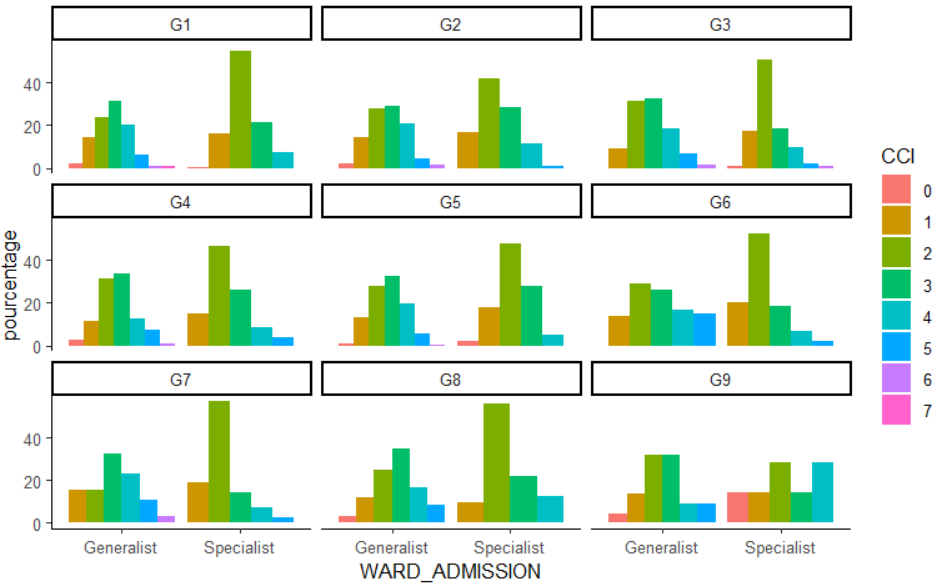 G1 G2 G3
40
20
0
G4 G5 G6
40
20
0
G7 G8 G9
40
20
0
pourcentage
Generalist Specialist Generalist Specialist Generalist Specialist
WARD_ADMISSION
CCI
0
1
2
3
4
5
6
7